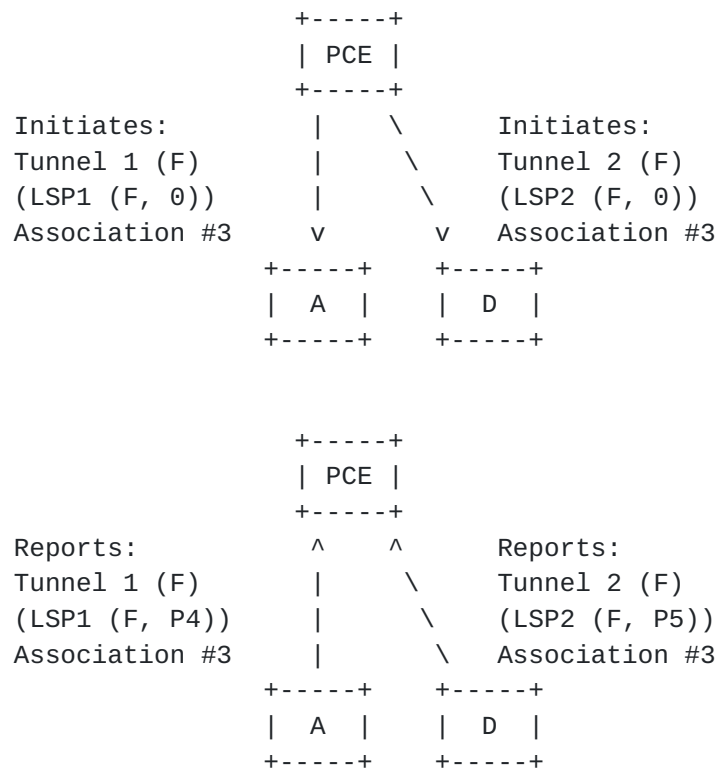 +-----+
                 | PCE |
                 +-----+
Initiates:        |    \      Initiates:
Tunnel 1 (F)      |     \     Tunnel 2 (F)
(LSP1 (F, 0))     |      \    (LSP2 (F, 0))
Association #3    v       v   Association #3
               +-----+    +-----+
               |  A  |    |  D  |
               +-----+    +-----+

                 +-----+
                 | PCE |
                 +-----+
Reports:          ^    ^      Reports:
Tunnel 1 (F)      |     \     Tunnel 2 (F)
(LSP1 (F, P4))    |      \    (LSP2 (F, P5))
Association #3    |       \   Association #3
               +-----+    +-----+
               |  A  |    |  D  |
               +-----+    +-----+